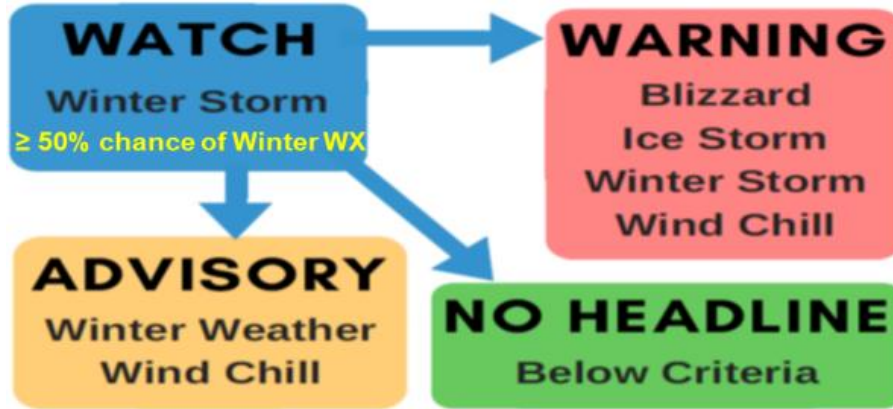 WATCH
Winter Storm
≥ 50% chance of Winter WX
WARNING
Blizzard
Ice Storm
Winter Storm
Wind Chill
ADVISORY
Winter Weather
Wind Chill
NO HEADLINE
Below Criteria